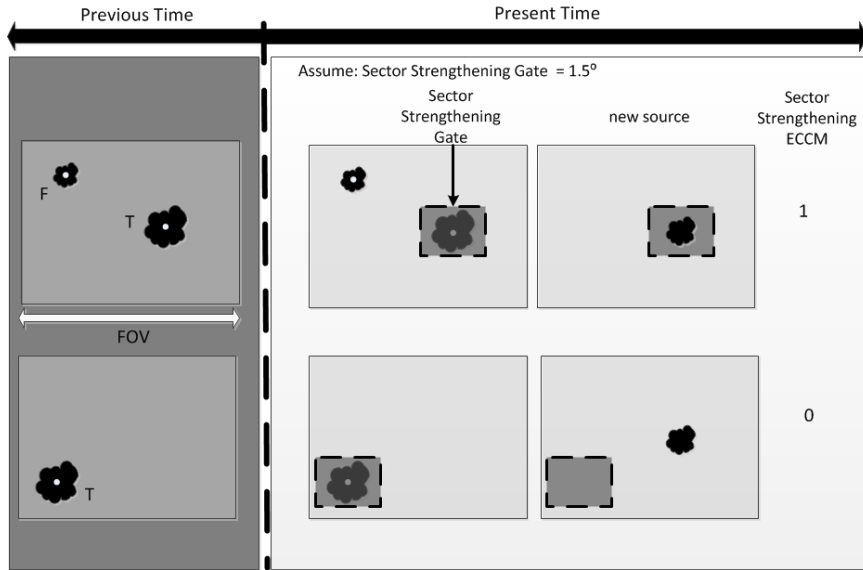 Previous Time
Present Time
Assume: Sector Strengthening Gate = 1.5⁰
Sector
Strengthening
Gate
new source
Sector
Strengthening
ECCM
F
T
1
FOV
T
0